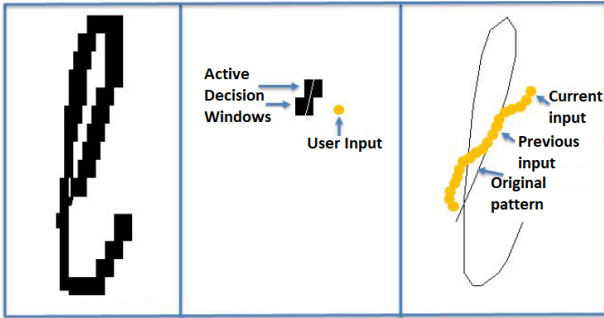 Active
Decision
Windows
User Input
Current
input
Previous
input
Original
pattern